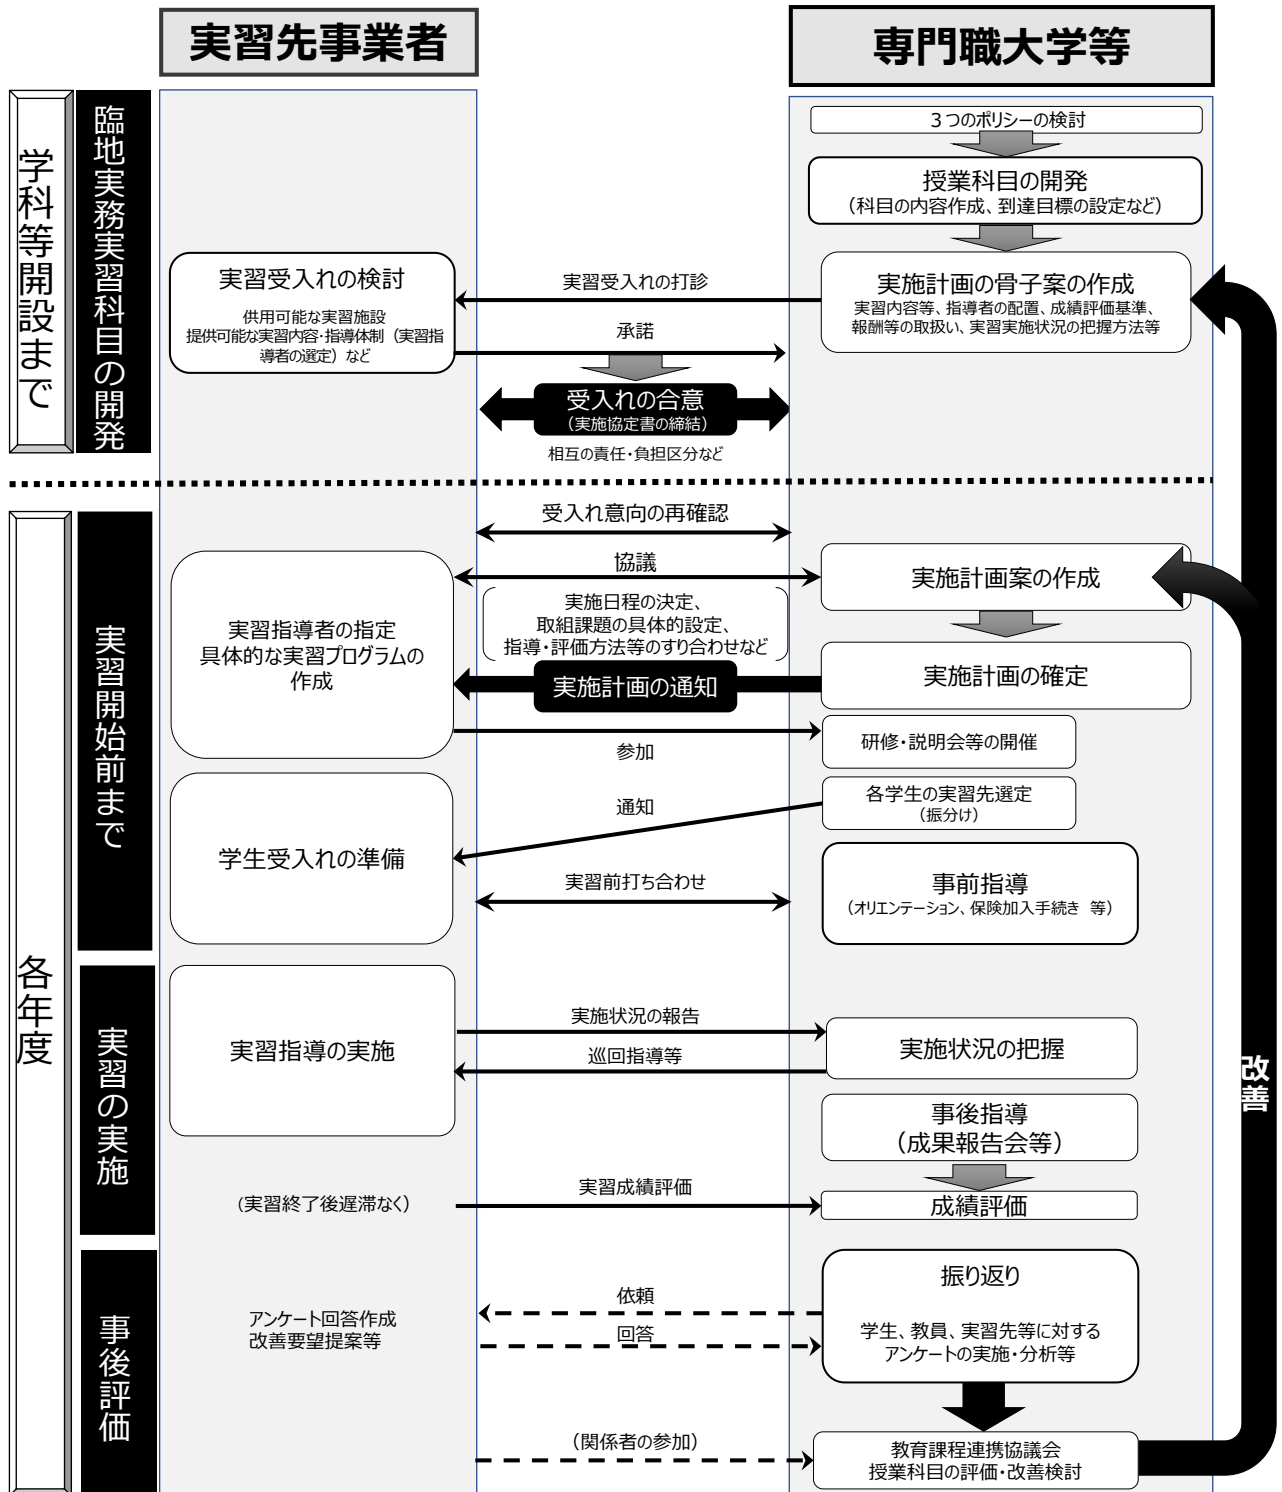 実習先事業者
専門職大学等
学科等開設まで
臨地実務実習科目の開発
3つのポリシーの検討
授業科目の開発
（科目の内容作成、到達目標の設定など）
実習受入れの検討
供用可能な実習施設
提供可能な実習内容・指導体制（実習指
導者の選定）など
実習受入れの打診
承諾
実施計画の骨子案の作成
実習内容等、指導者の配置、成績評価基準、
報酬等の取扱い、実習実施状況の把握方法等
受入れの合意
（実施協定書の締結）
相互の責任・負担区分など
各年度
実習開始前まで
受入れ意向の再確認
協議
実施計画案の作成
実施日程の決定、
取組課題の具体的設定、
指導・評価方法等のすり合わせなど
実習指導者の指定
具体的な実習プログラムの
作成
実施計画の通知
実施計画の確定
参加
研修・説明会等の開催
通知
各学生の実習先選定
（振分け）
学生受入れの準備
実習前打ち合わせ
事前指導
（オリエンテーション、保険加入手続き 等）
実習の実施
実習指導の実施
実施状況の報告
巡回指導等
実施状況の把握
改善
事後指導
（成果報告会等）
(実習終了後遅滞なく)
実習成績評価
成績評価
事後評価
アンケート回答作成
改善要望提案等
依頼
回答
振り返り
学生、教員、実習先等に対する
アンケートの実施・分析等
（関係者の参加）
教育課程連携協議会
授業科目の評価・改善検討